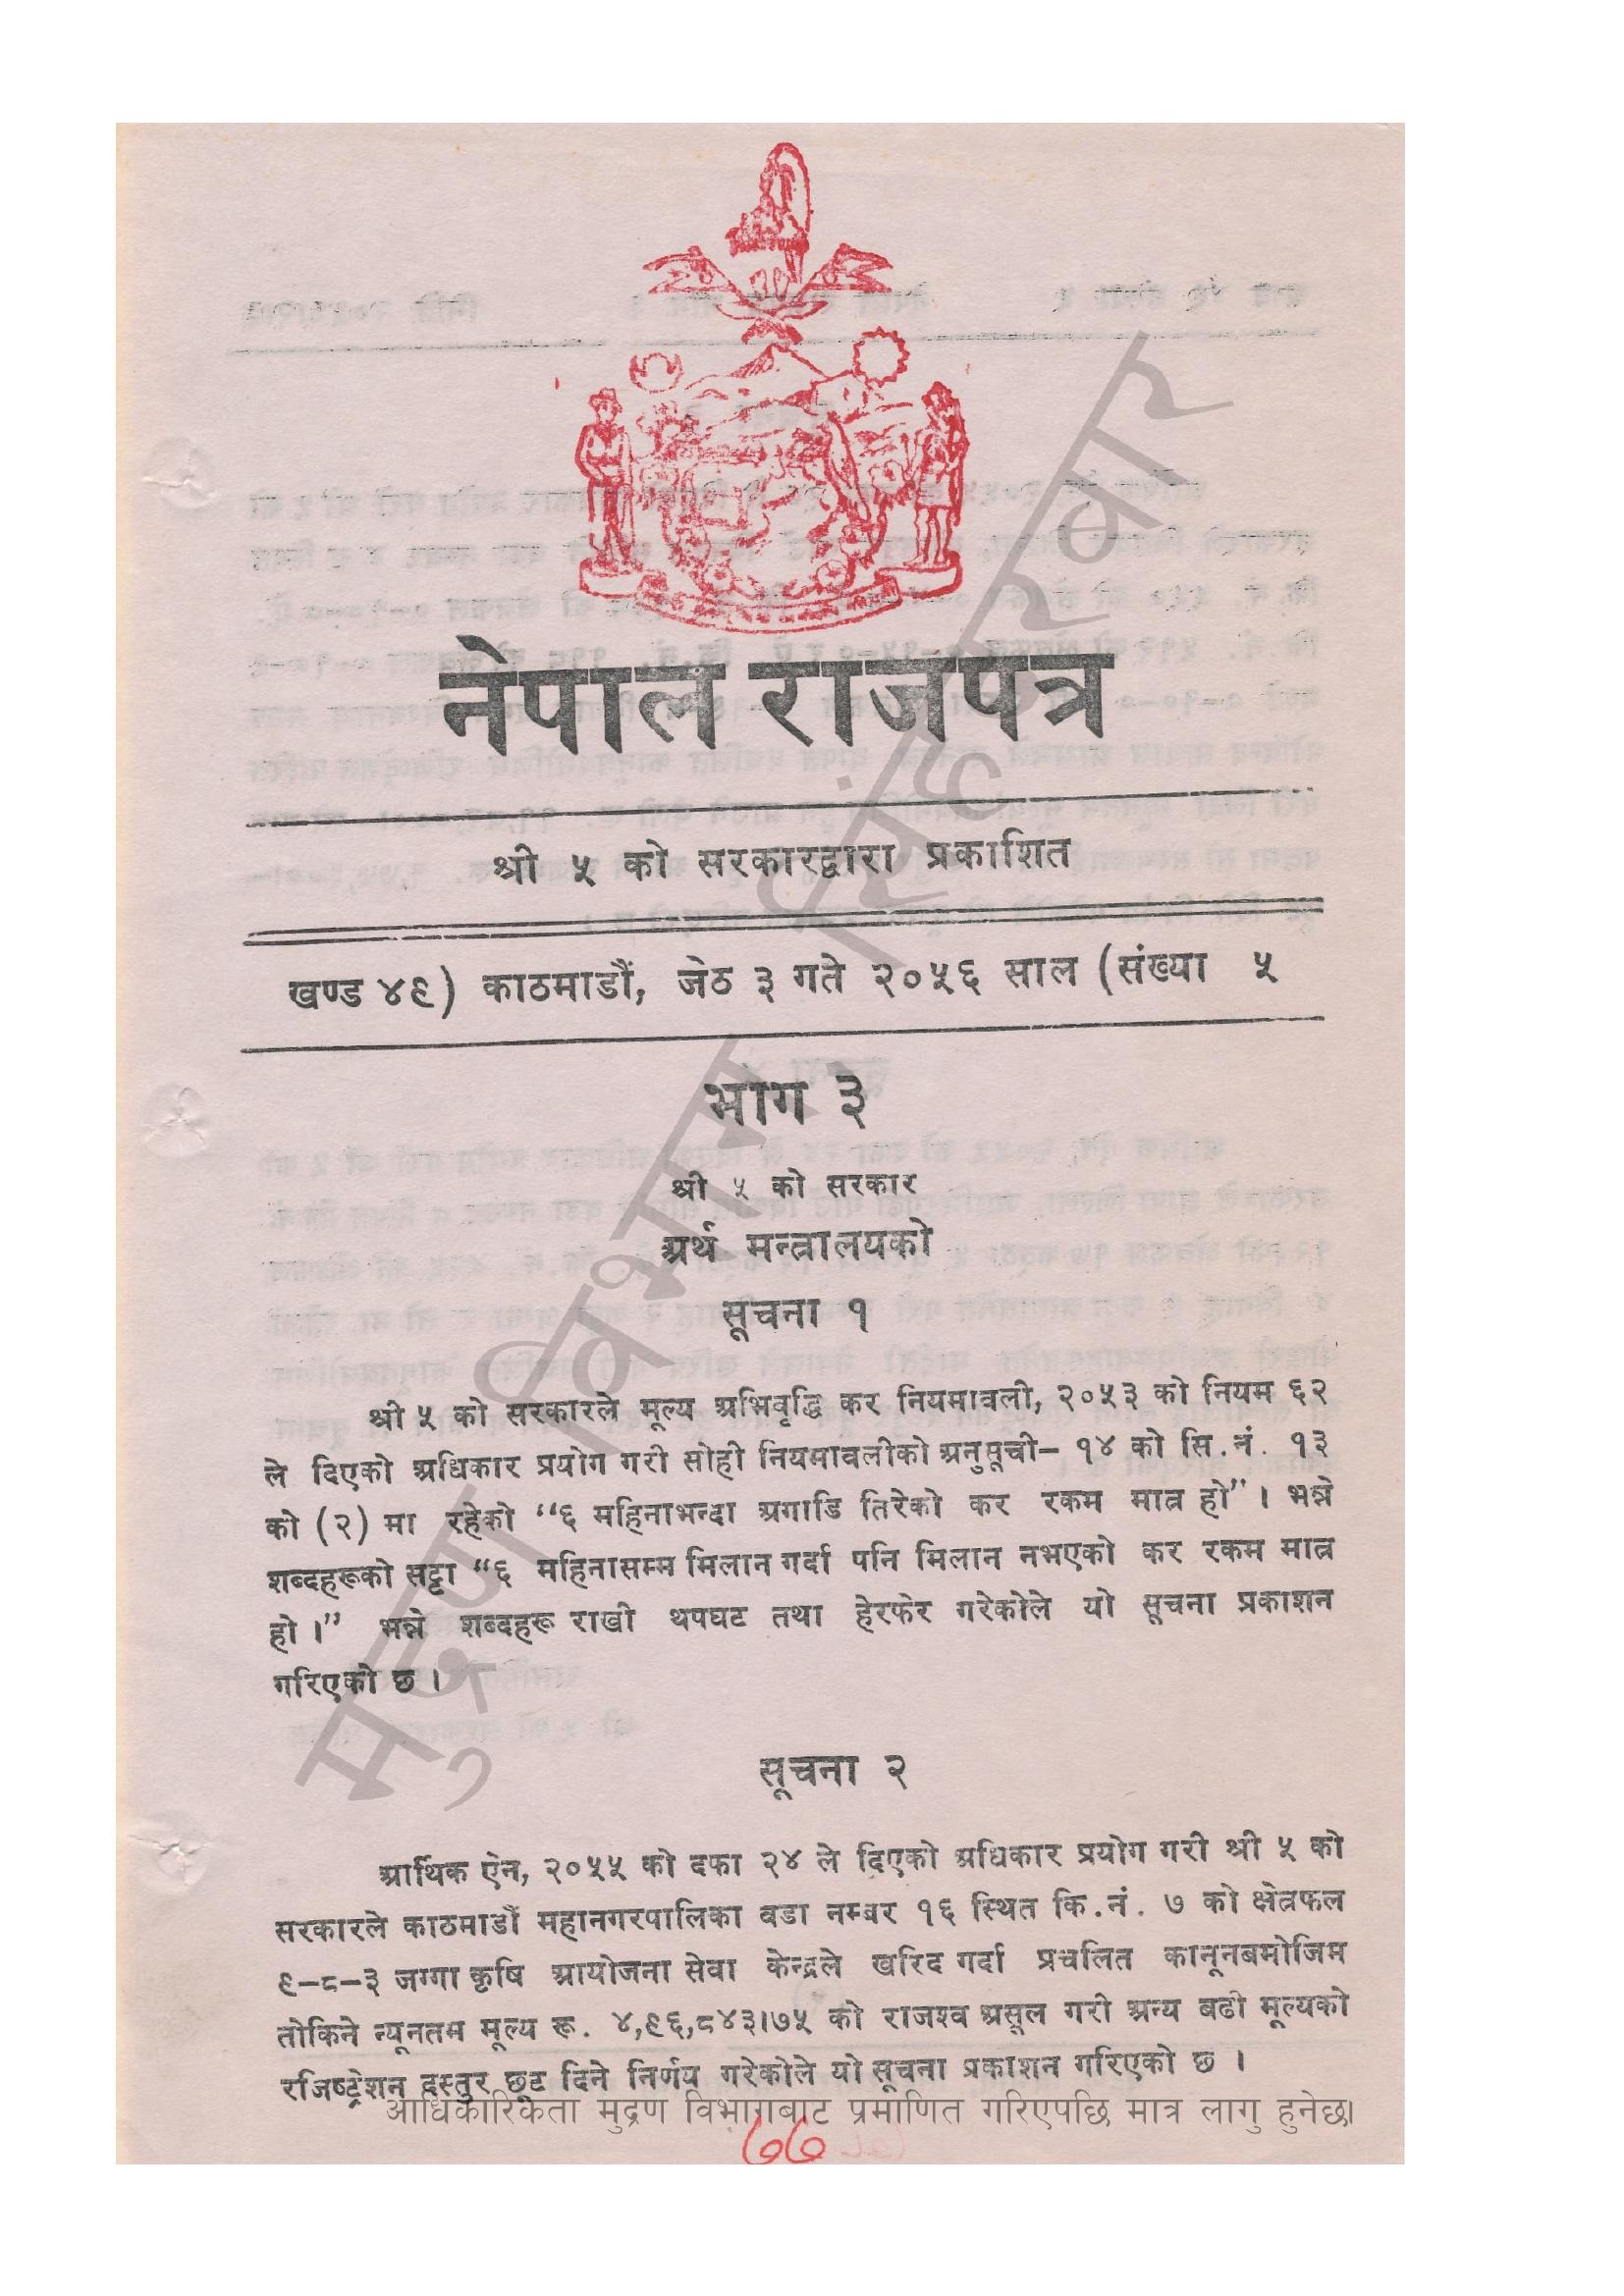 नेपाल राजपत्र
श्री ५ को सरकारद्वारा प्रकाशित
खण्ड ४९) काठमाडौं, जेठ ३ गते २०५६ साल (संख्या ५
भाग ३
श्री ५ को सरकार
अर्थ मन्त्रालयको
सूचना १
श्री ५ को सरकारले मूल्य अभिवृद्धि कर नियमावली, २०५३ को नियम ६२
ले दिएको अधिकार प्रयोग गरी सोही नियमावलीको अनुसूची– १४ को सि.नं. १३
को (२) मा रहेको “६ महिनाभन्दा अगाडि तिरेको कर रकम मात्र हो” । भन्ने
शब्दहरूको सट्टा “६ महिनासम्म मिलान गर्दा पनि मिलान नभएको कर रकम मात्र
हो ।” भन्ने शब्दहरू राखी थपघट तथा हेरफेर गरेकोले यो सूचना प्रकाशन
गरिएको छ ।
सूचना २
आर्थिक ऐन, २०५५ को दफा २४ ले दिएको अधिकार प्रयोग गरी श्री ५ को
सरकारले काठमाडौं महानगरपालिका वडा नम्बर १६ स्थित कि.नं. ७ को क्षेत्रफल
९–८–३ जग्गा कृषि आयोजना सेवा केन्द्रले खरिद गर्दा प्रचलित कानूनबमोजिम
तोकिने न्यूनतम मूल्य रू. ४,९६,८४३।७५ को राजश्व असूल गरी अन्य बढी मूल्यको
रजिष्ट्रेशन दस्तुर छूट दिने निर्णय गरेकोले यो सूचना प्रकाशन गरिएको छ ।
आधिकारिकता मुद्रण विभागबाट प्रमाणित गरिएपछि मात्र लागु हुनेछ।
७७
मुद्रण विभाग सिंहदरबार